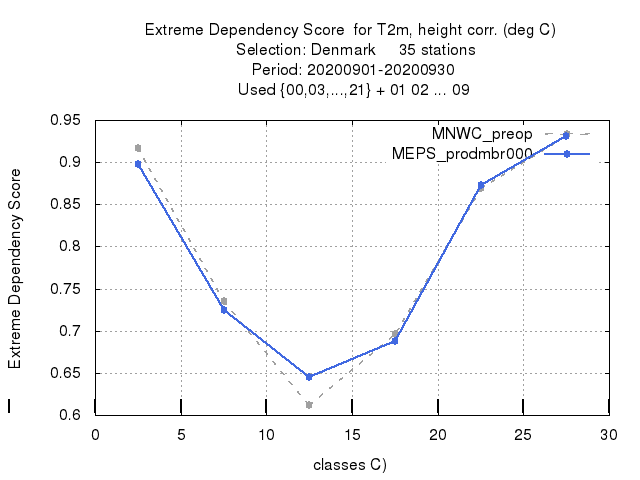 Extreme Dependency Score for T2m, height corr. (deg C)
Selection: Denmark 35 stations
Period: 20200901-20200930
Used {00,03,...,21} + 01 02 ... 09
MNWC_preop
MEPS_prodmbr000
Extreme Dependency Score
0.95
0.9
0.85
0.8
0.75
0.7
0.65
0.6
0 5 10 15 20 25 30
classes C)